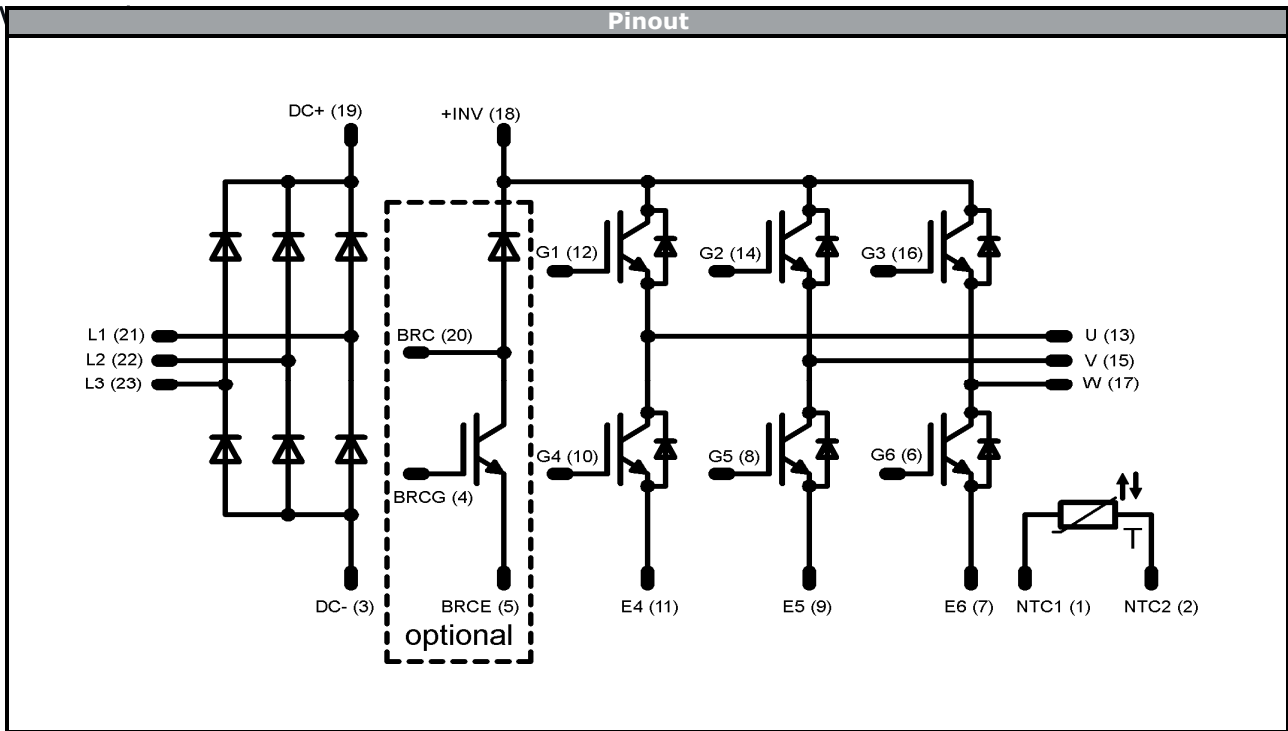 Pinout
DC+ (19)
+INV (18)
G1 (12)
G2 (14)
G3 (16)
L1 (21)
L2 (22)
L3 (23)
BRC (20)
U (13)
V (15)
W (17)
G4 (10)
G5 (8)
G6 (6)
BRCG (4)
T
DC- (3)
BRCE (5)
E4 (11)
E5 (9)
E6 (7)
NTC1 (1)
NTC2 (2)
optional